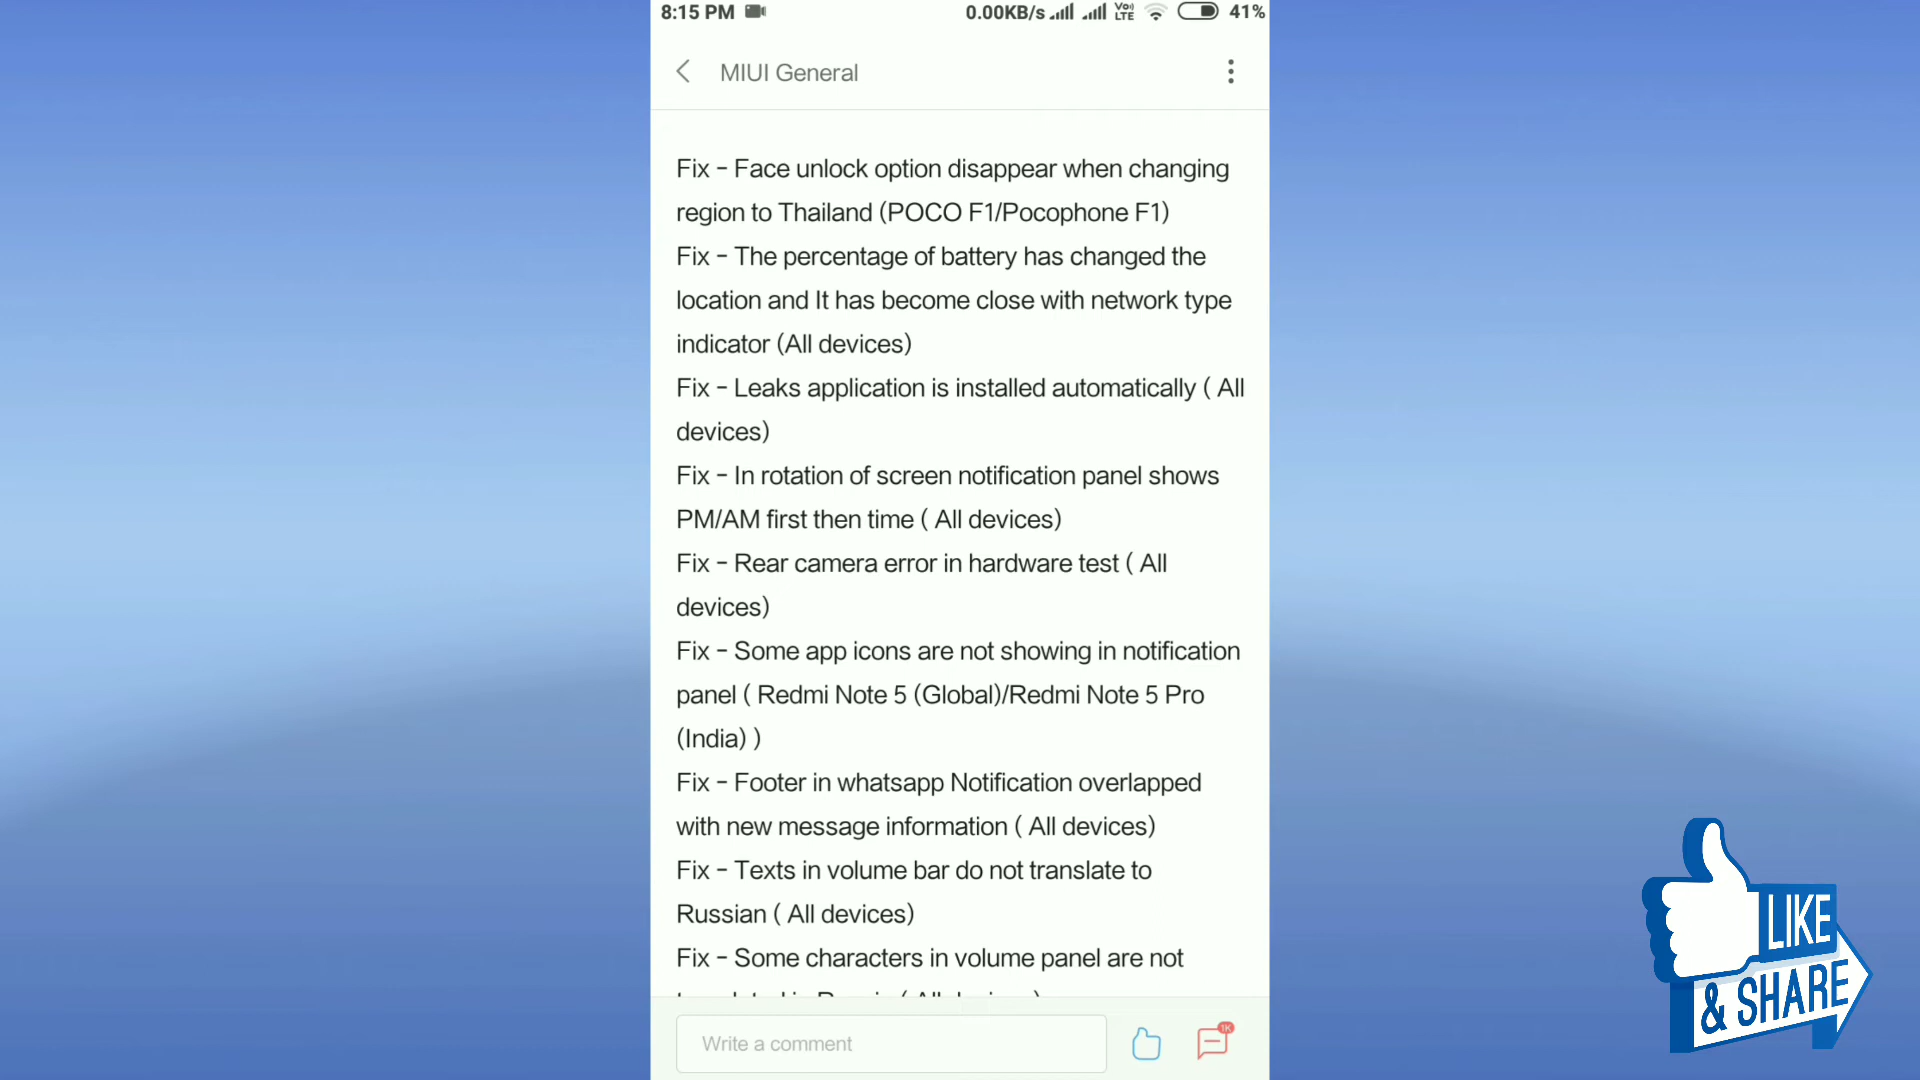 8:15 PM 0.00KB/s Vo) LTE 41%
MIUI General
Fix - Face unlock option disappear when changing
region to Thailand (POCO F1/Pocophone F1)
Fix - The percentage of battery has changed the
location and It has become close with network type
indicator (All devices)
Fix - Leaks application is installed automatically ( All
devices)
Fix - In rotation of screen notification panel shows
PM/AM first then time ( All devices)
Fix - Rear camera error in hardware test ( All
devices)
Fix - Some app icons are not showing in notification
panel ( Redmi Note 5 (Global)/Redmi Note 5 Pro
(India) )
Fix - Footer in whatsapp Notification overlapped
with new message information ( All devices)
Fix - Texts in volume bar do not translate to
Russian ( All devices)
Fix - Some characters in volume panel are not
Write a comment
1K
LIKE
& SHARE